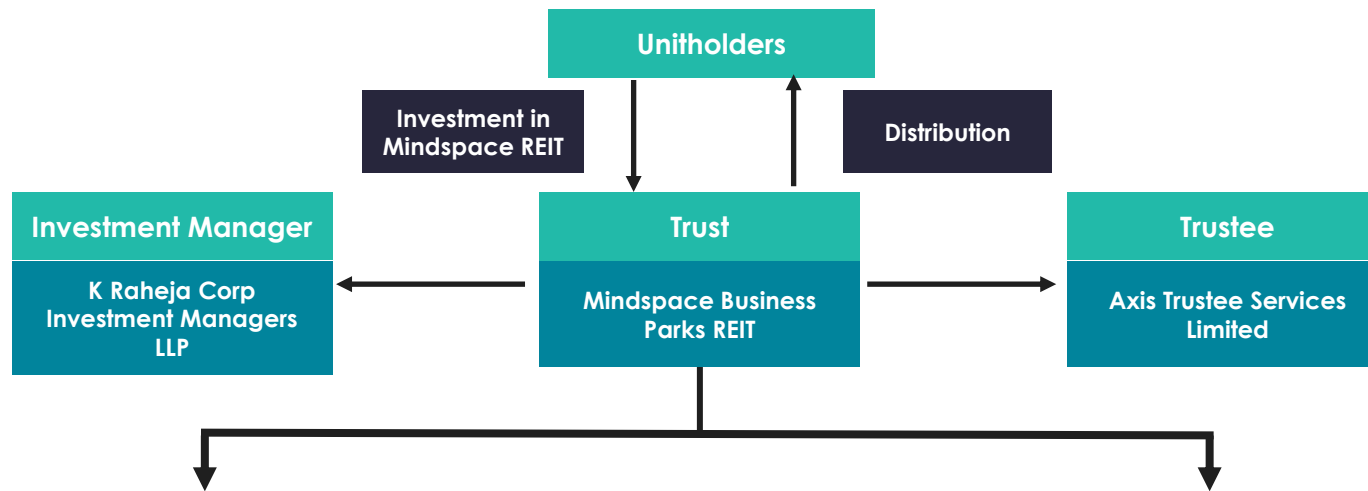 Unitholders
Investment in
Mindspace REIT
Distribution
Investment Manager
K Raheja Corp
Investment Managers
LLP
Trust
Mindspace Business
Parks REIT
Trustee
Axis Trustee Services
Limited